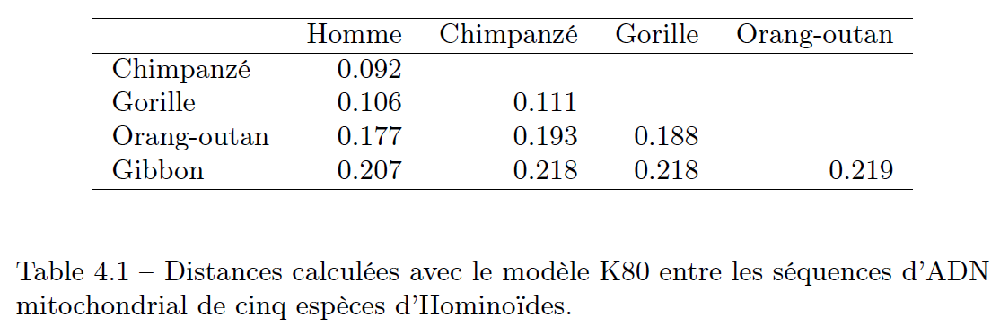 Homme Chimpanzé Gorille Orang-outan
Chimpanzé 0.092
Gorille 0.106 0.111
Orang-outan 0.177 0.193 0.188
Gibbon 0.207 0.218 0.218 0.219
Table 4.1 – Distances calculées avec le modèle K80 entre les séquences d'ADN
mitochondrial de cinq espèces d'Hominoïdes.